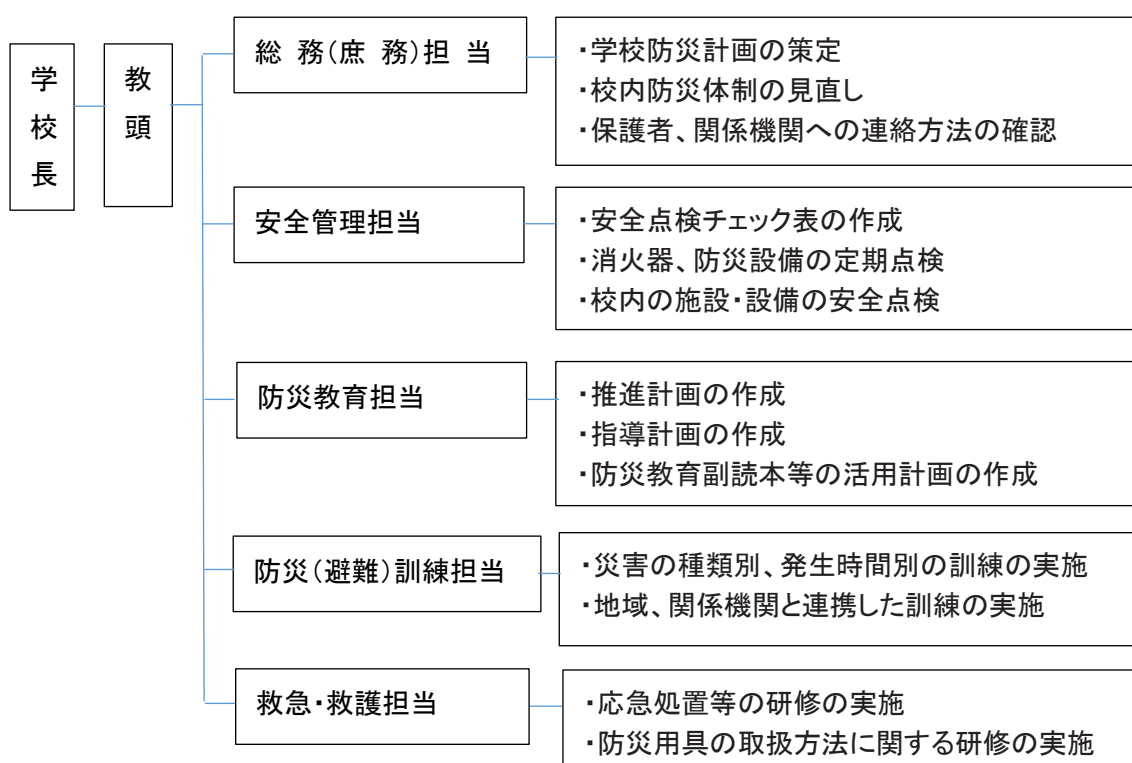 学校長
教頭
総 務(庶 務)担 当
・学校防災計画の策定
・校内防災体制の見直し
・保護者、関係機関への連絡方法の確認
安全管理担当
・安全点検チェック表の作成
・消火器、防災設備の定期点検
・校内の施設・設備の安全点検
防災教育担当
・推進計画の作成
・指導計画の作成
・防災教育副読本等の活用計画の作成
防災(避難)訓練担当
・災害の種類別、発生時間別の訓練の実施
・地域、関係機関と連携した訓練の実施
救急・救護担当
・応急処置等の研修の実施
・防災用具の取扱方法に関する研修の実施